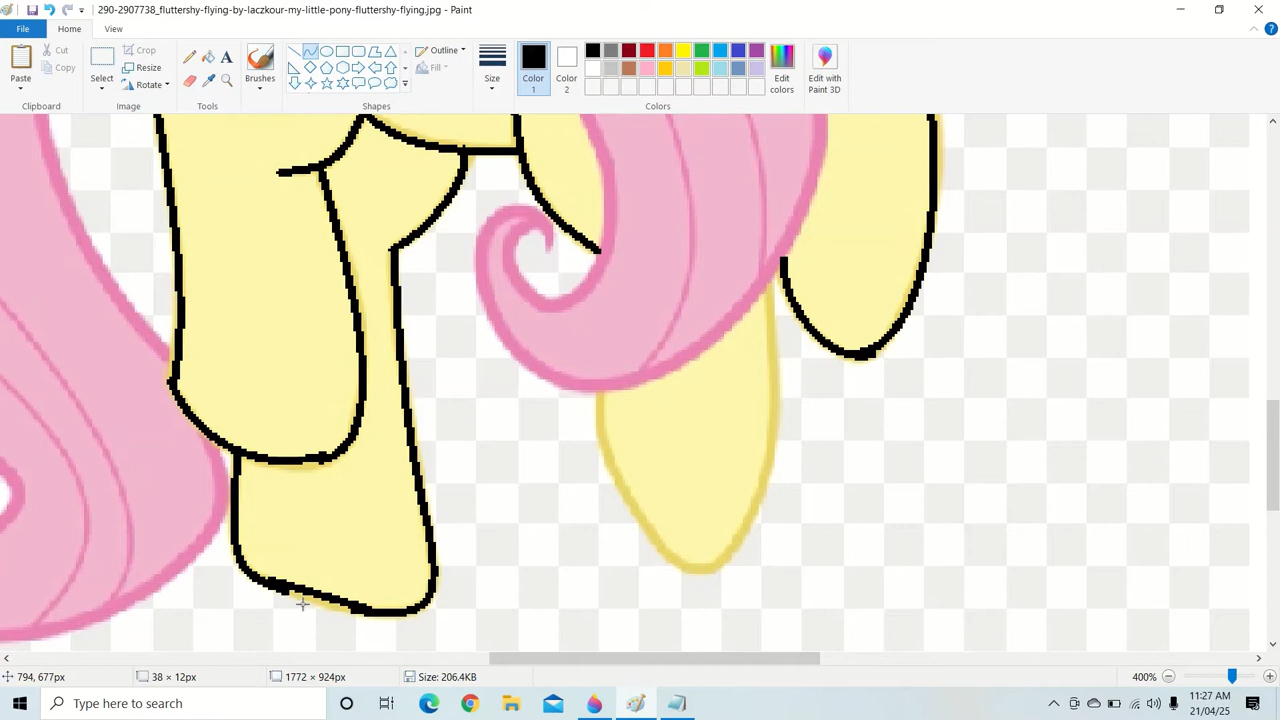 290-2907738_fluttershy-flying-by-laczkour-my-little-pony-fluttershy-flying.jpg - Paint
File Home View
Paste Cut Copy Clipboard
Select Crop Resize Rotate Image
Tools
Brushes
Outline Fill Shapes
Size
Color 1
Color 2
Edit colors
Colors
Edit with Paint 3D
794, 677px 38 × 12px 1772 × 924px Size: 206.4KB 400%
Type here to search
11:27 AM
21/04/25